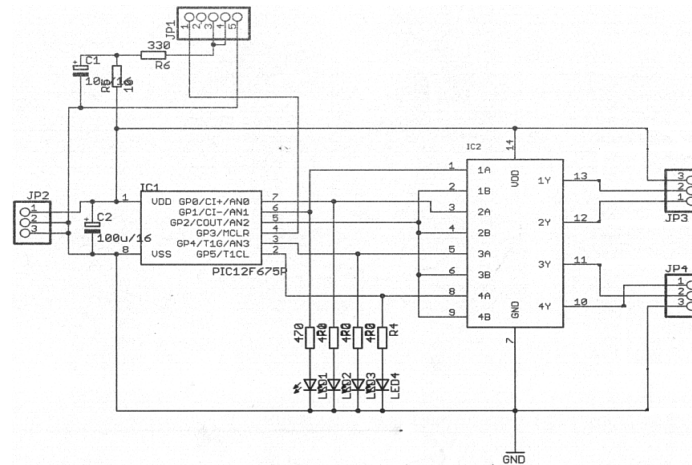 JP1
1 2 3 4 5
330
R6
C1
10u/16
JP2
1
2
3
C2
100u/16
IC1
1 VDD GP0/CI+/AN0 7
GP1/CI-/AN1 6
GP2/COUT/AN2 5
GP3/MCLR 4
GP4/T1G/AN3 3
8 VSS GP5/T1CL 2
PIC12F675P
IC2
14
VDD
1 1A 1Y 13
2 1B
3 2A 2Y 12
4 2B
5 3A
6 3B 3Y 11
8 4A GND 4Y 10
9 4B
7
3
2
1
JP3
JP4
1
2
3
470
R4
LED1
LED2
LED3
LED4
GND